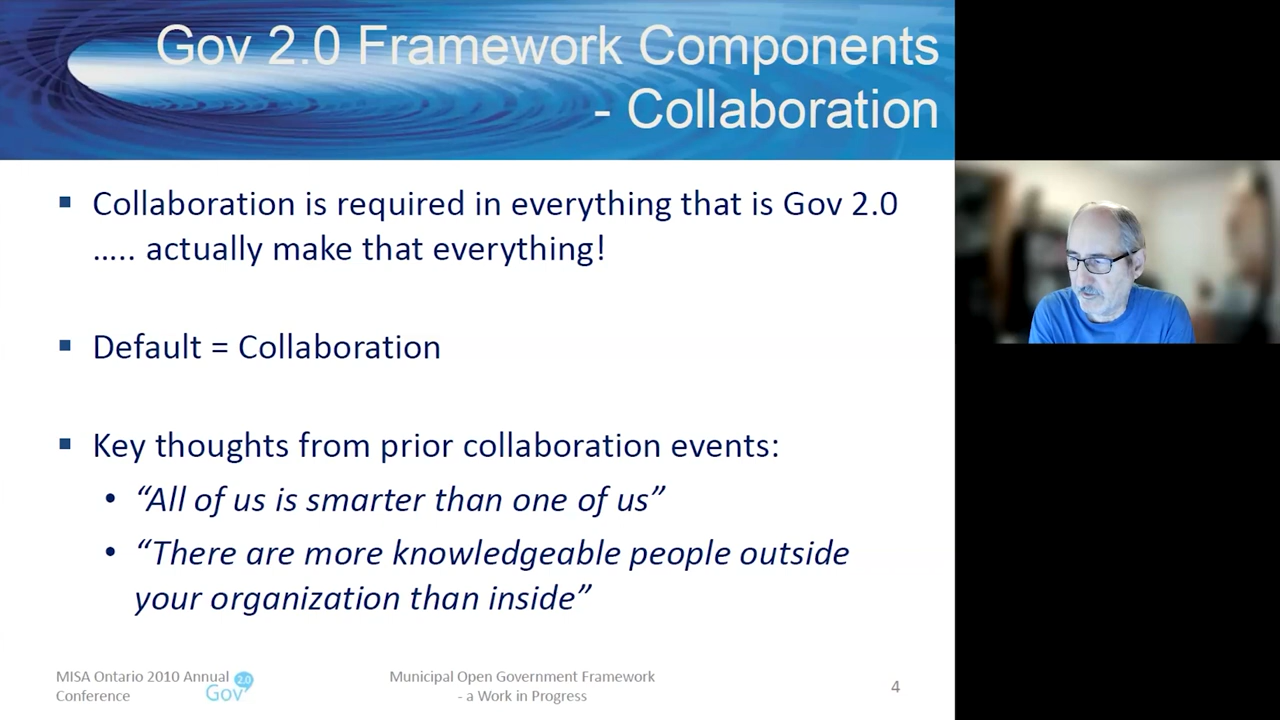 Gov 2.0 Framework Components
- Collaboration
▪ Collaboration is required in everything that is Gov 2.0
..... actually make that everything!
▪ Default = Collaboration
▪ Key thoughts from prior collaboration events:
• “All of us is smarter than one of us”
• “There are more knowledgeable people outside
your organization than inside”
MISA Ontario 2010 Annual
Conference
Gov 2.0
Municipal Open Government Framework
- a Work in Progress
4